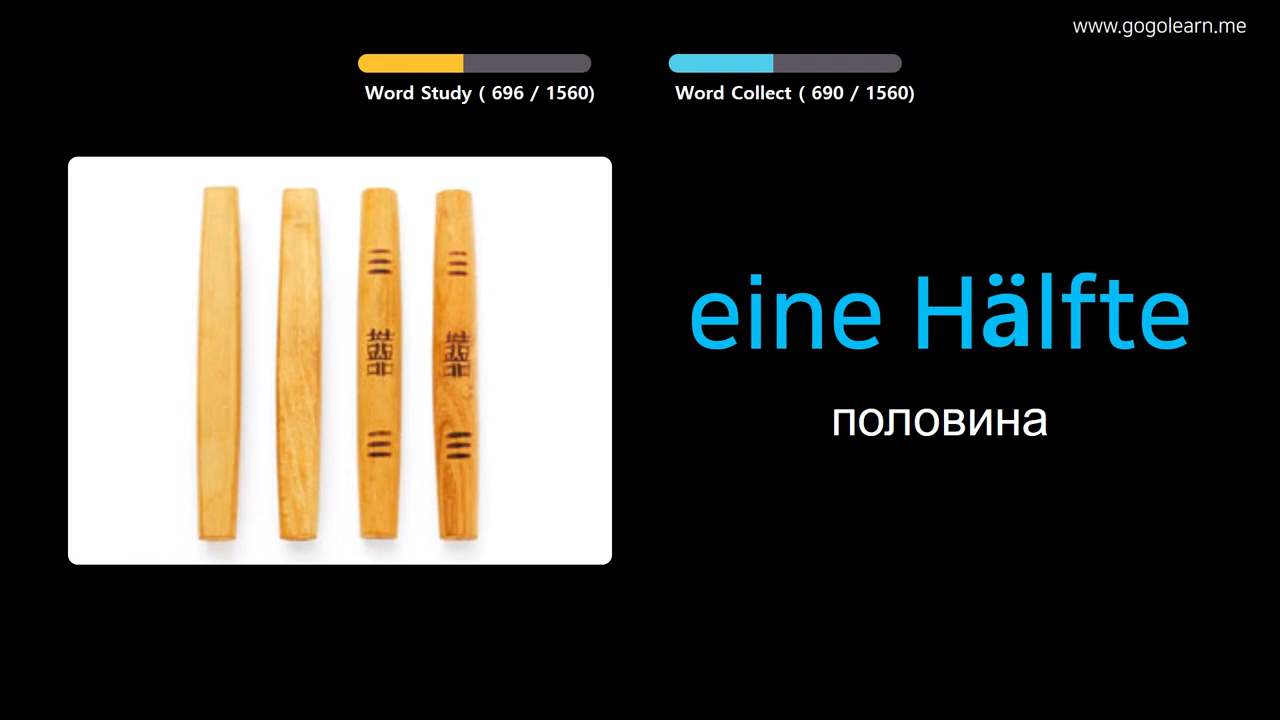 www.gogolearn.me
Word Study ( 696 / 1560)
Word Collect ( 690 / 1560)
eine Hälfte
половина